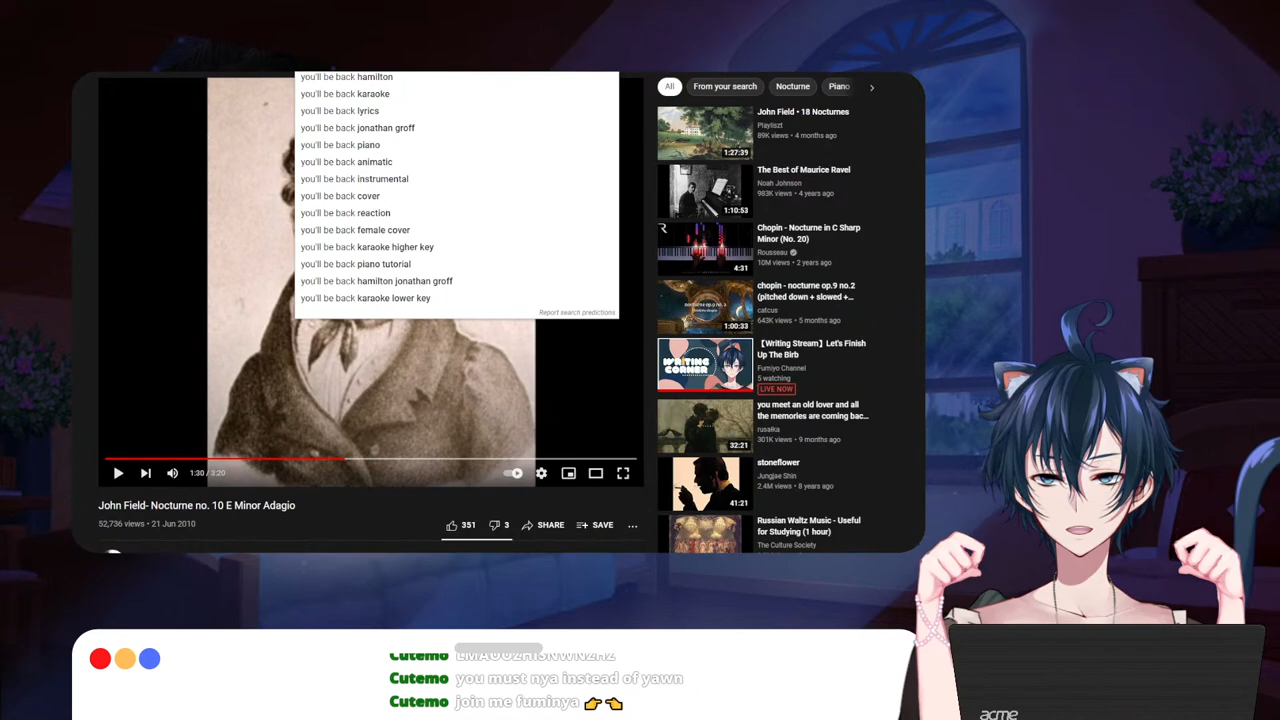 you'll be back hamilton
you'll be back karaoke
you'll be back lyrics
you'll be back jonathan groff
you'll be back piano
you'll be back animatic
you'll be back instrumental
you'll be back cover
you'll be back reaction
you'll be back female cover
you'll be back karaoke higher key
you'll be back piano tutorial
you'll be back hamilton jonathan groff
you'll be back karaoke lower key
Report search predictions
1:30 / 3:20
John Field- Nocturne no. 10 E Minor Adagio
52,736 views • 21 Jun 2010
351
3
SHARE
SAVE
All
From your search
Nocturne
Piano
John Field • 18 Nocturnes
Playliszt
89K views • 4 months ago
1:27:39
The Best of Maurice Ravel
Noah Johnson
983K views • 4 years ago
1:10:53
Chopin - Nocturne in C Sharp
Minor (No. 20)
Rousseau
10M views • 2 years ago
4:31
chopin - nocturne op.9 no.2
(pitched down + slowed +...
catcus
643K views • 5 months ago
1:00:33
【Writing Stream】Let's Finish
Up The Birb
Fumiyo Channel
5 watching
LIVE NOW
WRITING
CORNER
you meet an old lover and all
the memories are coming bac...
rusalka
301K views • 9 months ago
32:21
stoneflower
Jungjae Shin
2.4M views • 8 years ago
41:21
Russian Waltz Music - Useful
for Studying (1 hour)
The Culture Society
Cutemo
Cutemo you must nya instead of yawn
Cutemo join me fuminya 👉👈
acme